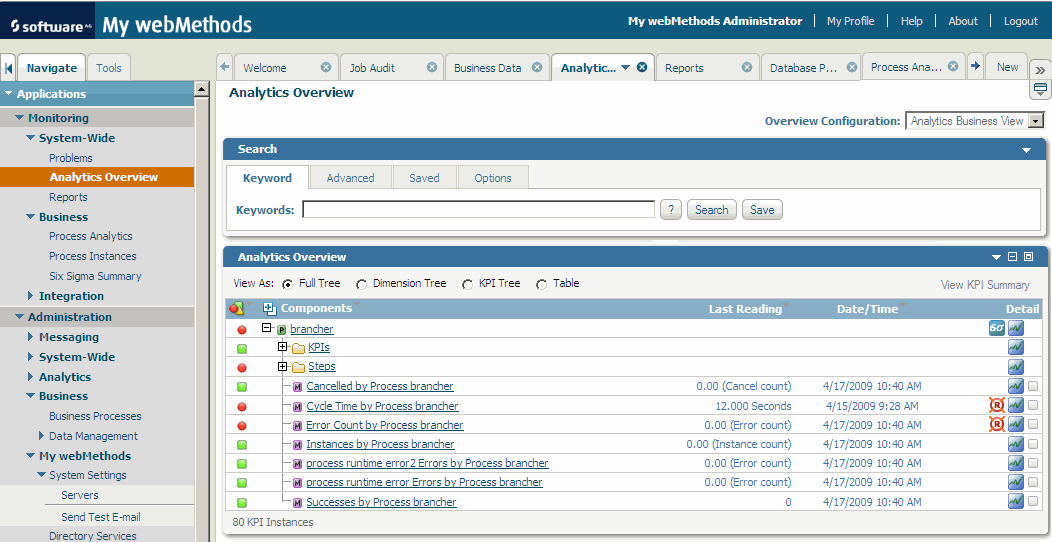 software AG My webMethods My webMethods Administrator My Profile Help About Logout
Navigate Tools Welcome Job Audit Business Data Analytic... Reports Database P... Process Ana... New
Applications
Analytics Overview
Monitoring
Overview Configuration: Analytics Business View
System-Wide
Problems
Analytics Overview
Reports
Business
Process Analytics
Process Instances
Six Sigma Summary
Integration
Administration
Messaging
System-Wide
Analytics
Business
Business Processes
Data Management
My webMethods
System Settings
Servers
Send Test E-mail
Directory Services
Search
Keyword Advanced Saved Options
Keywords: ? Search Save
Analytics Overview
View As: Full Tree Dimension Tree KPI Tree Table View KPI Summary
Components Last Reading Date/Time Detail
P brancher 6σ
KPIs
Steps
M Cancelled by Process brancher 0.00 (Cancel count) 4/17/2009 10:40 AM
M Cycle Time by Process brancher 12.000 Seconds 4/15/2009 9:28 AM R
M Error Count by Process brancher 0.00 (Error count) 4/17/2009 10:40 AM R
M Instances by Process brancher 0.00 (Instance count) 4/17/2009 10:40 AM
M process runtime error2 Errors by Process brancher 0.00 (Error count) 4/17/2009 10:40 AM
M process runtime error Errors by Process brancher 0.00 (Error count) 4/17/2009 10:40 AM
M Successes by Process brancher 0 4/17/2009 10:40 AM
80 KPI Instances